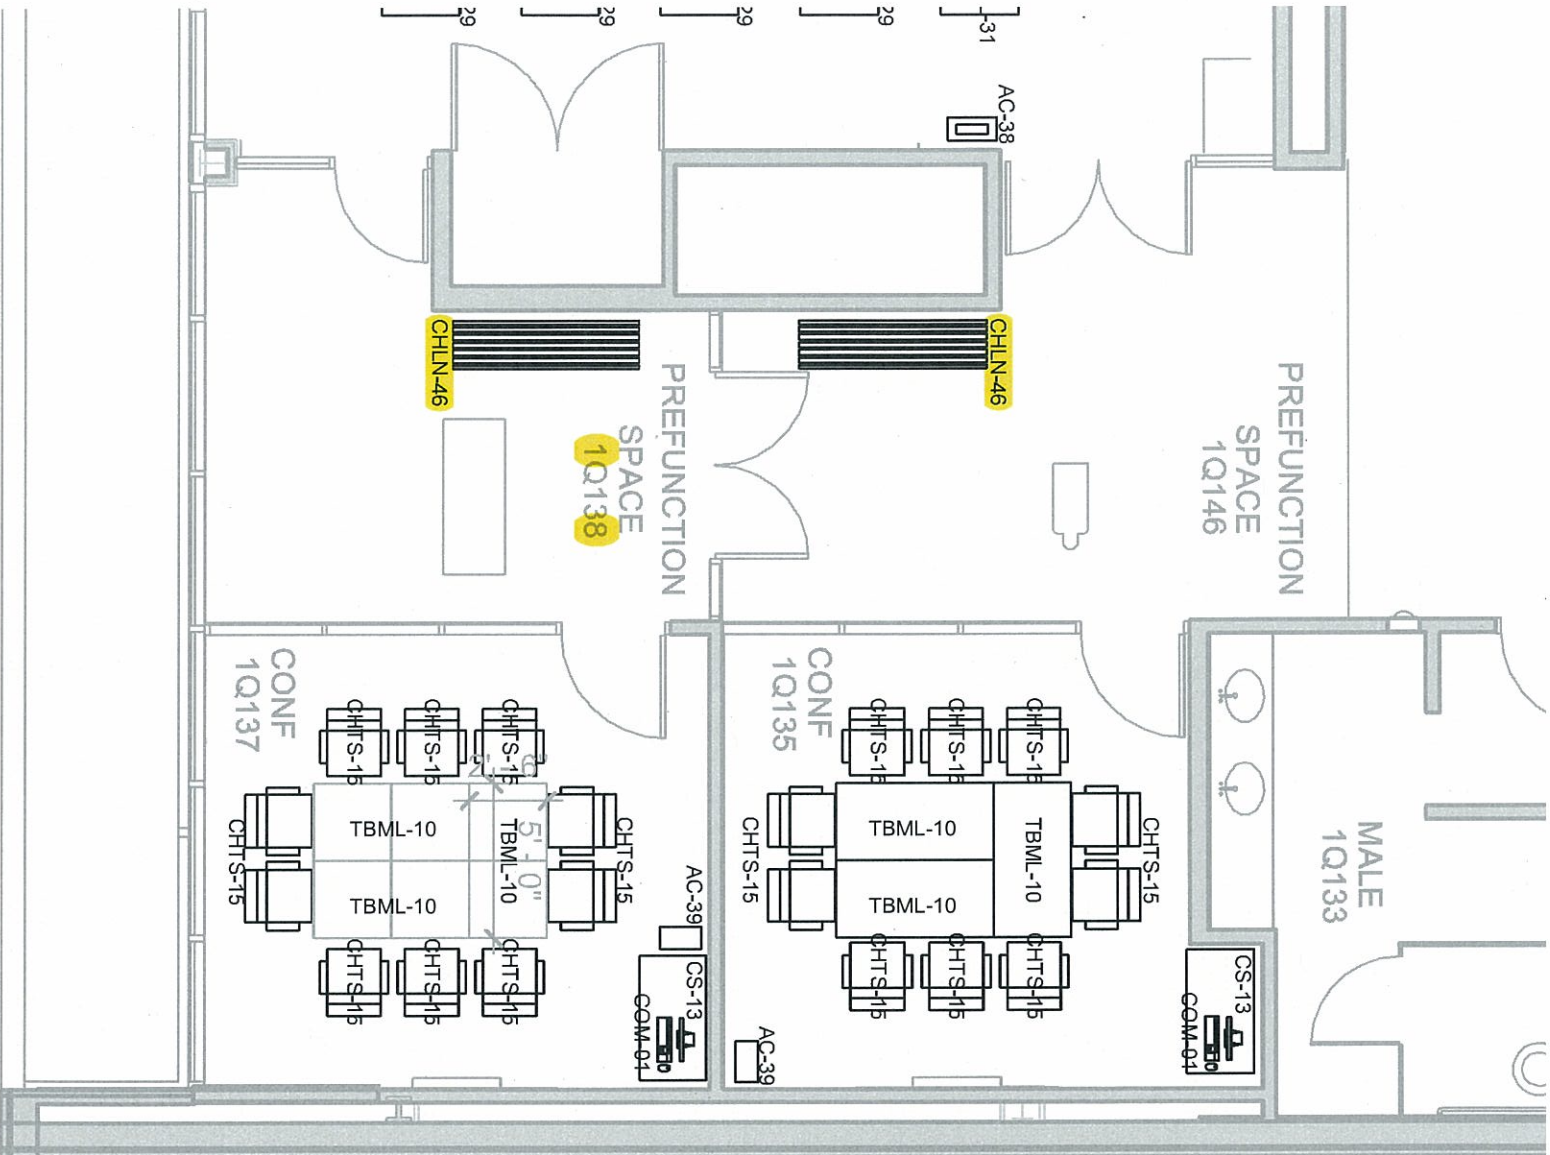 29
29
29
29
-31
AC-38
CHLN-46
CHLN-46
PREFUNCTION
SPACE
1Q138
PREFUNCTION
SPACE
1Q146
CONF
1Q137
CHTS-15
CHTS-15
CHTS-15
2' - 6"
5' - 0"
TBML-10
TBML-10
TBML-10
CHTS-15
CHTS-15
CHTS-15
CHTS-15
CHTS-15
AC-39
CS-13
COM-01
CONF
1Q135
CHTS-15
CHTS-15
CHTS-15
TBML-10
TBML-10
TBML-10
CHTS-15
CHTS-15
CHTS-15
CHTS-15
CHTS-15
AC-39
CS-13
COM-01
MALE
1Q133